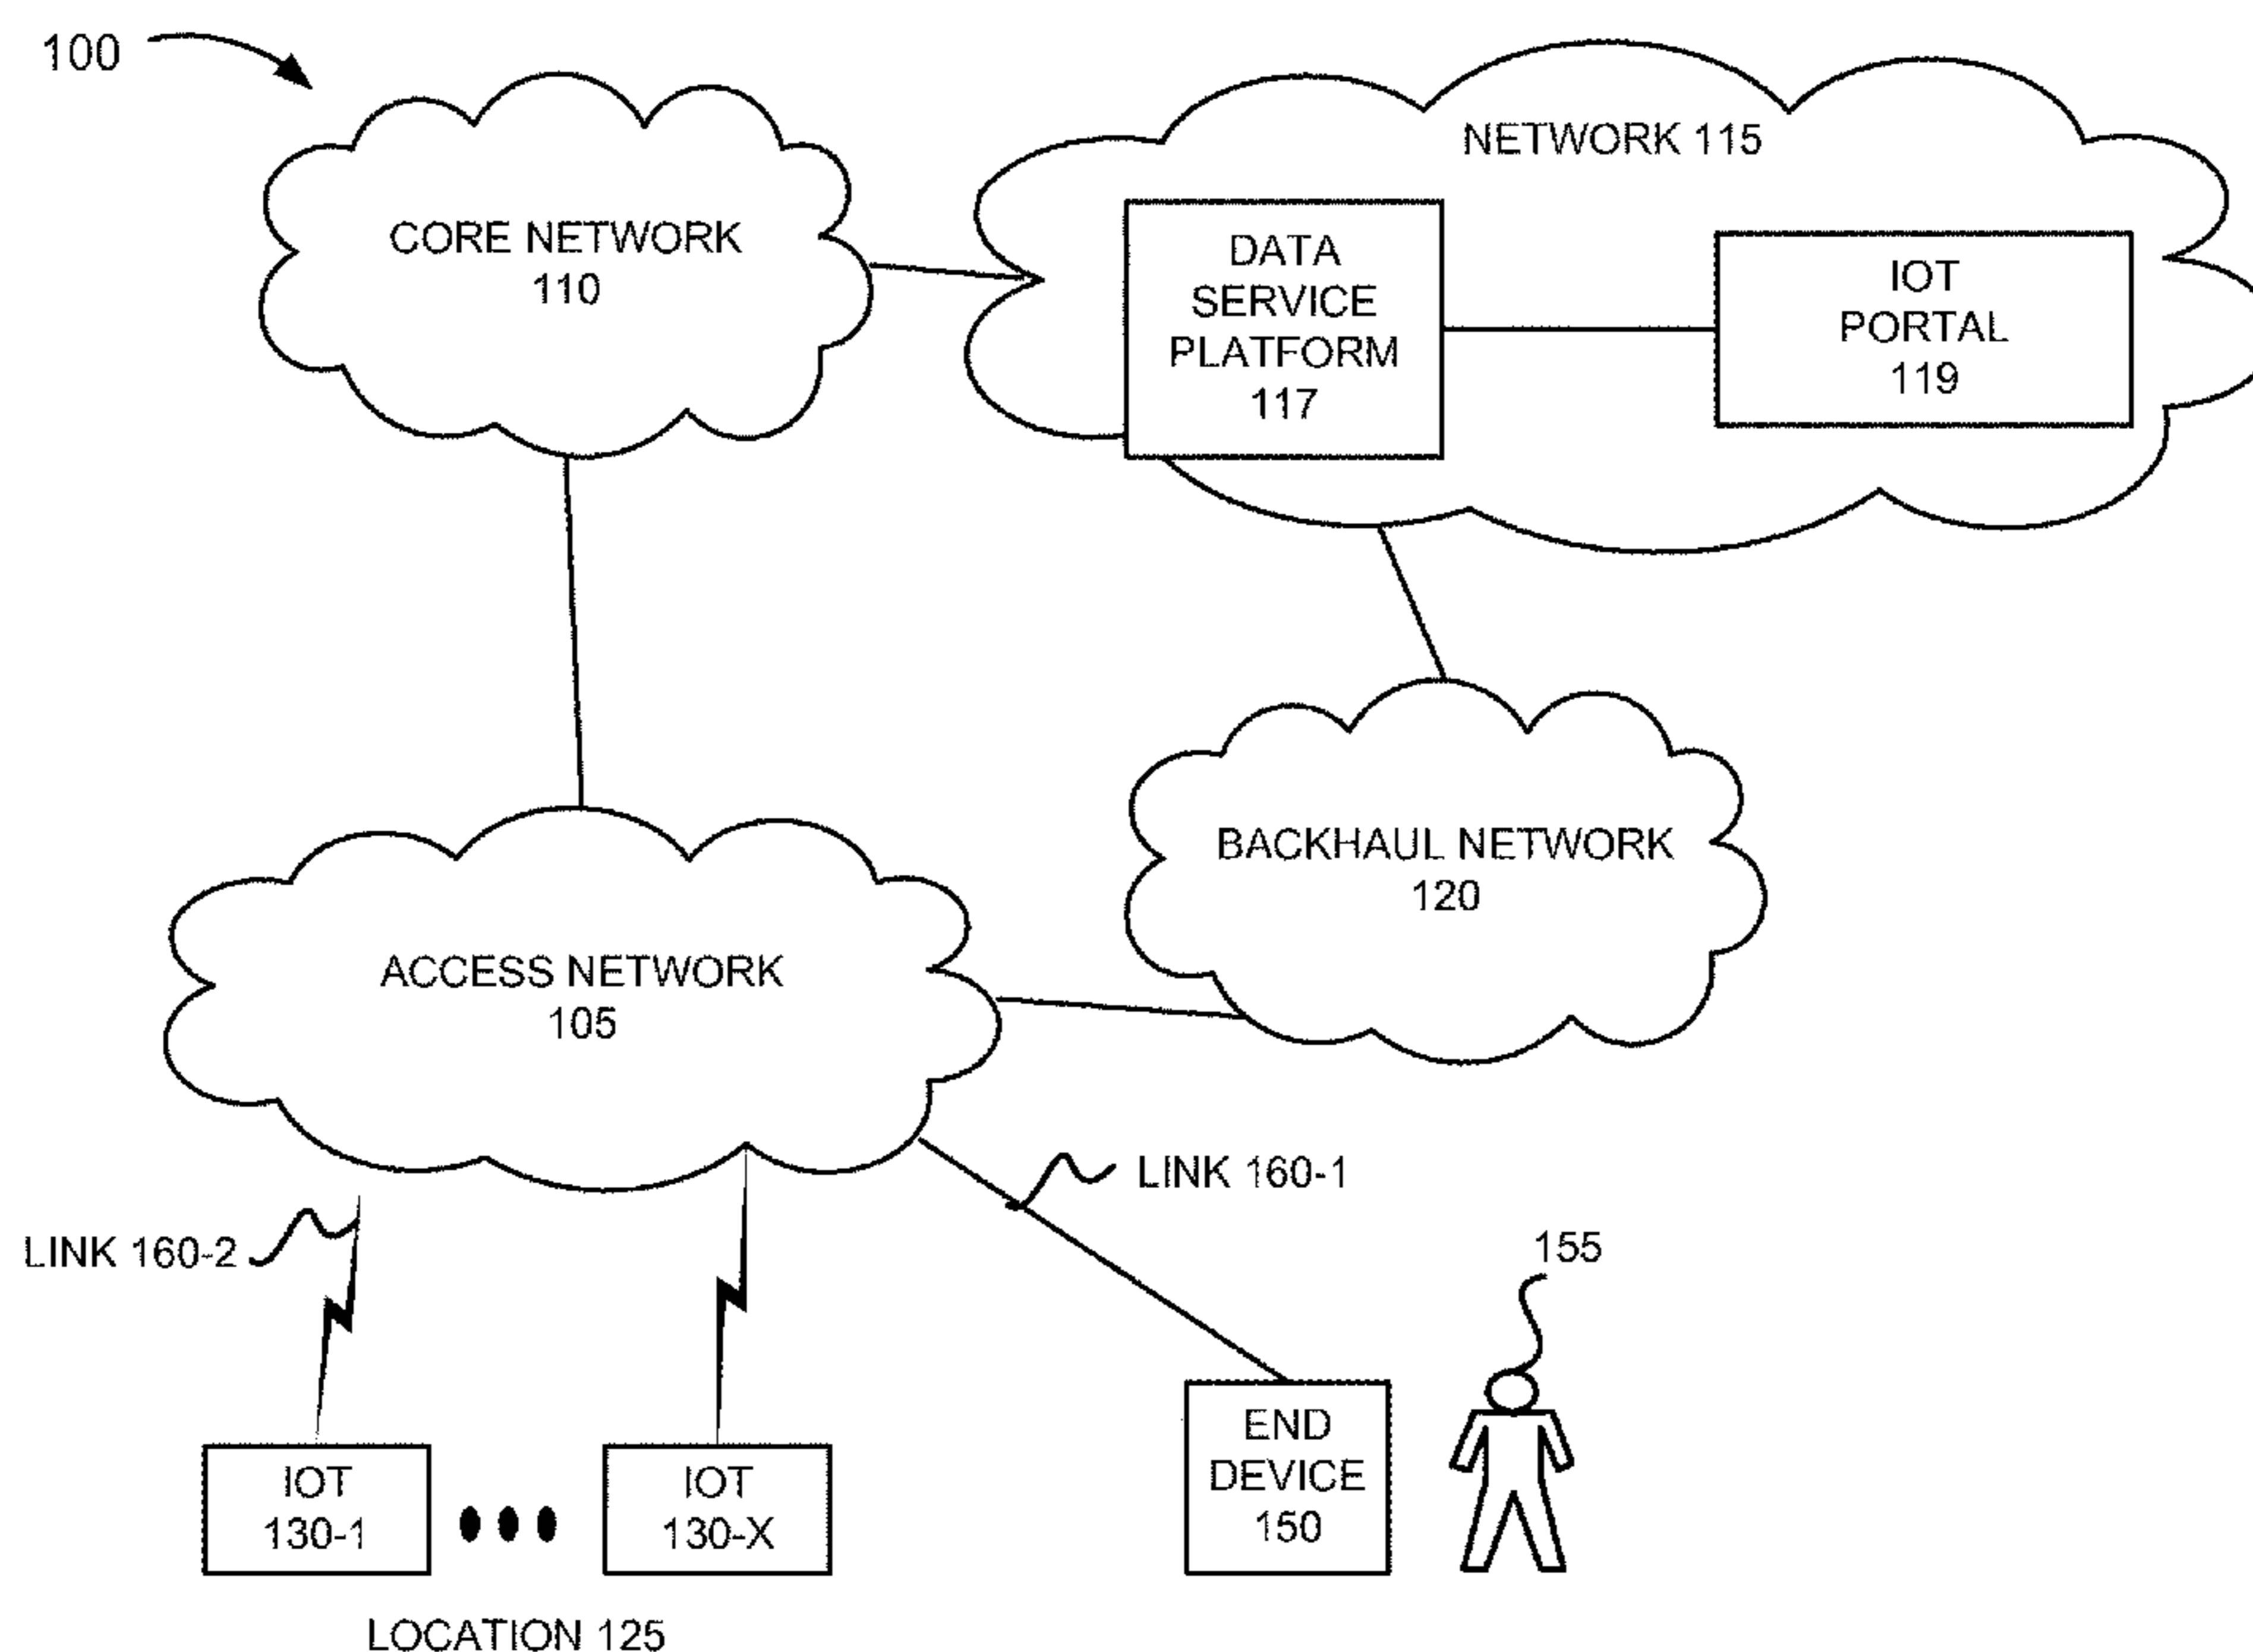 100
NETWORK 115
CORE NETWORK
110
DATA
SERVICE
PLATFORM
117
IOT
PORTAL
119
BACKHAUL NETWORK
120
ACCESS NETWORK
105
LINK 160-1
LINK 160-2
155
IOT
130-1
IOT
130-X
END
DEVICE
150
LOCATION 125